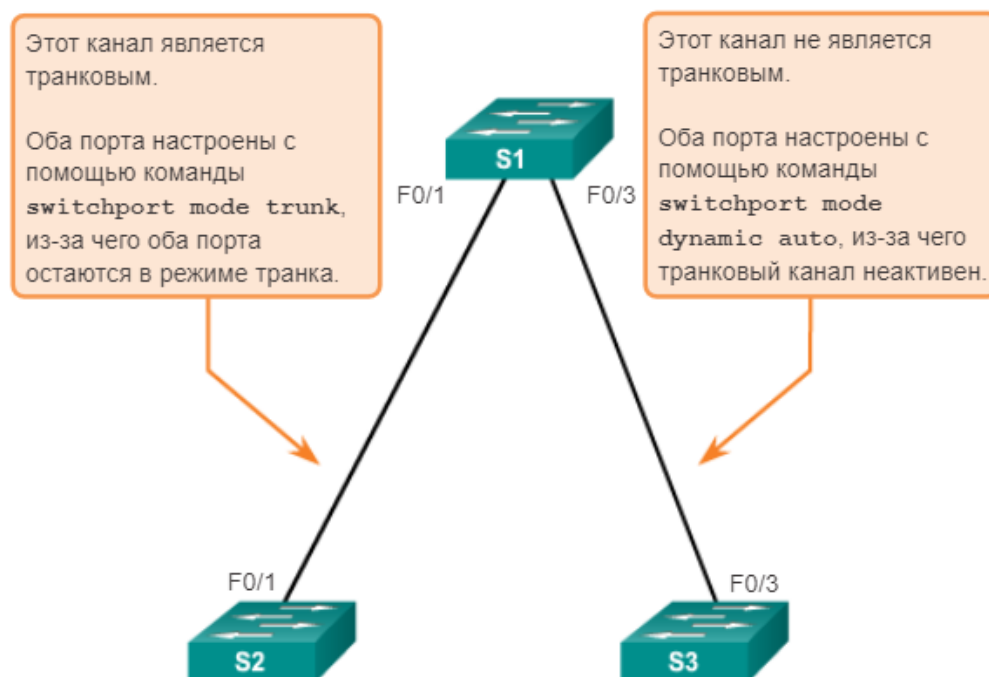 Этот канал является
транковым.
Оба порта настроены с
помощью команды
switchport mode trunk,
из-за чего оба порта
остаются в режиме транка.
Этот канал не является
транковым.
Оба порта настроены с
помощью команды
switchport mode
dynamic auto, из-за чего
транковый канал неактивен.
S1
F0/1
F0/3
F0/1
F0/3
S2
S3